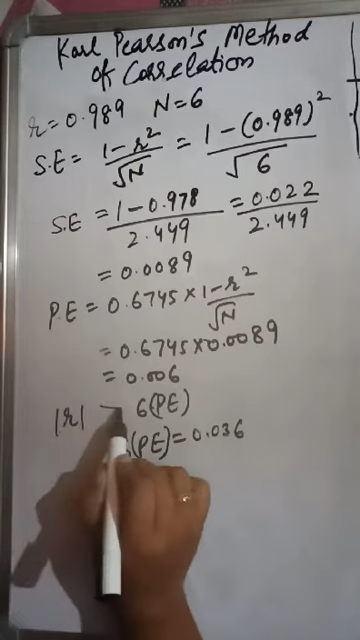 Karl Pearson's Method
of Correlation
r = 0.989 N = 6
S.E = 1 - r² / √N = 1 - (0.989)² / √6
S.E = 1 - 0.978 / 2.449 = 0.022 / 2.449
= 0.0089
P.E = 0.6745 × 1 - r² / √N
= 0.6745 × 0.0089
= 0.006
|r| 6(PE)
(PE) = 0.036